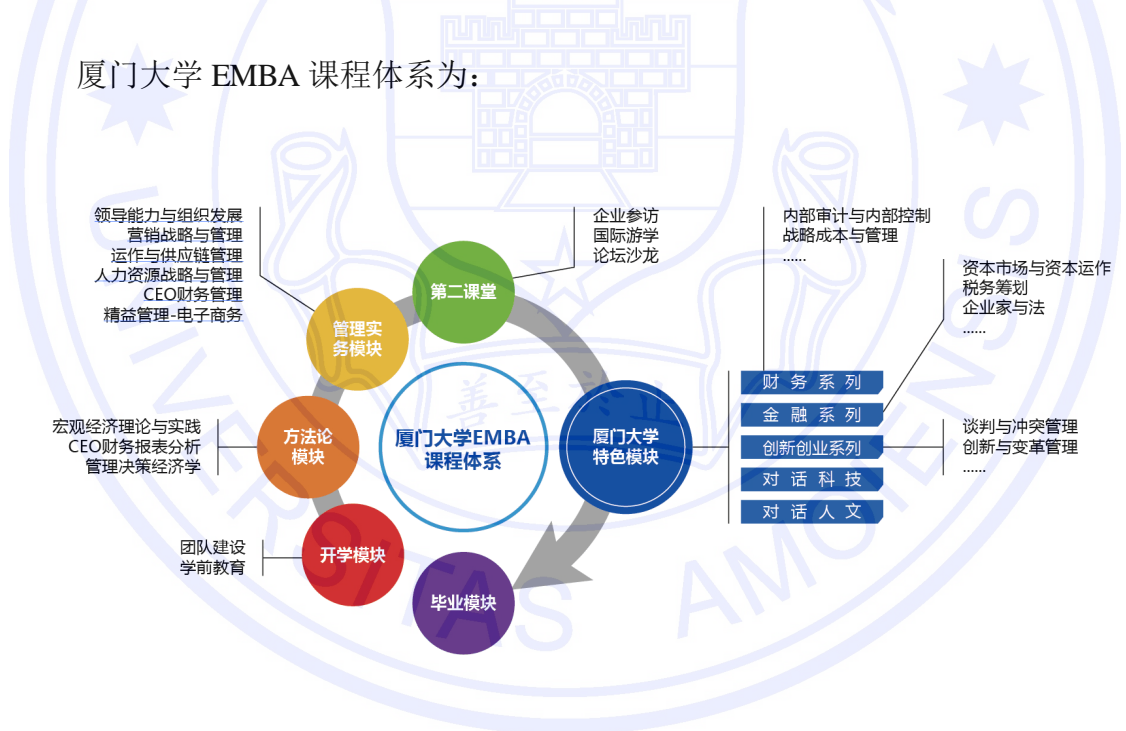 厦门大学 EMBA 课程体系为:
领导能力与组织发展
营销战略与管理
运作与供应链管理
人力资源战略与管理
CEO财务管理
精益管理-电子商务
企业参访
国际游学
论坛沙龙
内部审计与内部控制
战略成本与管理
......
资本市场与资本运作
税务筹划
企业家与法
......
第二课堂
管理实
务模块
宏观经济理论与实践
CEO财务报表分析
管理决策经济学
方法论
模块
厦门大学EMBA
课程体系
厦门大学
特色模块
财务系列
金融系列
创新创业系列
对话科技
对话人文
谈判与冲突管理
创新与变革管理
......
团队建设
学前教育
开学模块
毕业模块
UNIVERSITAS AMOIENSIS